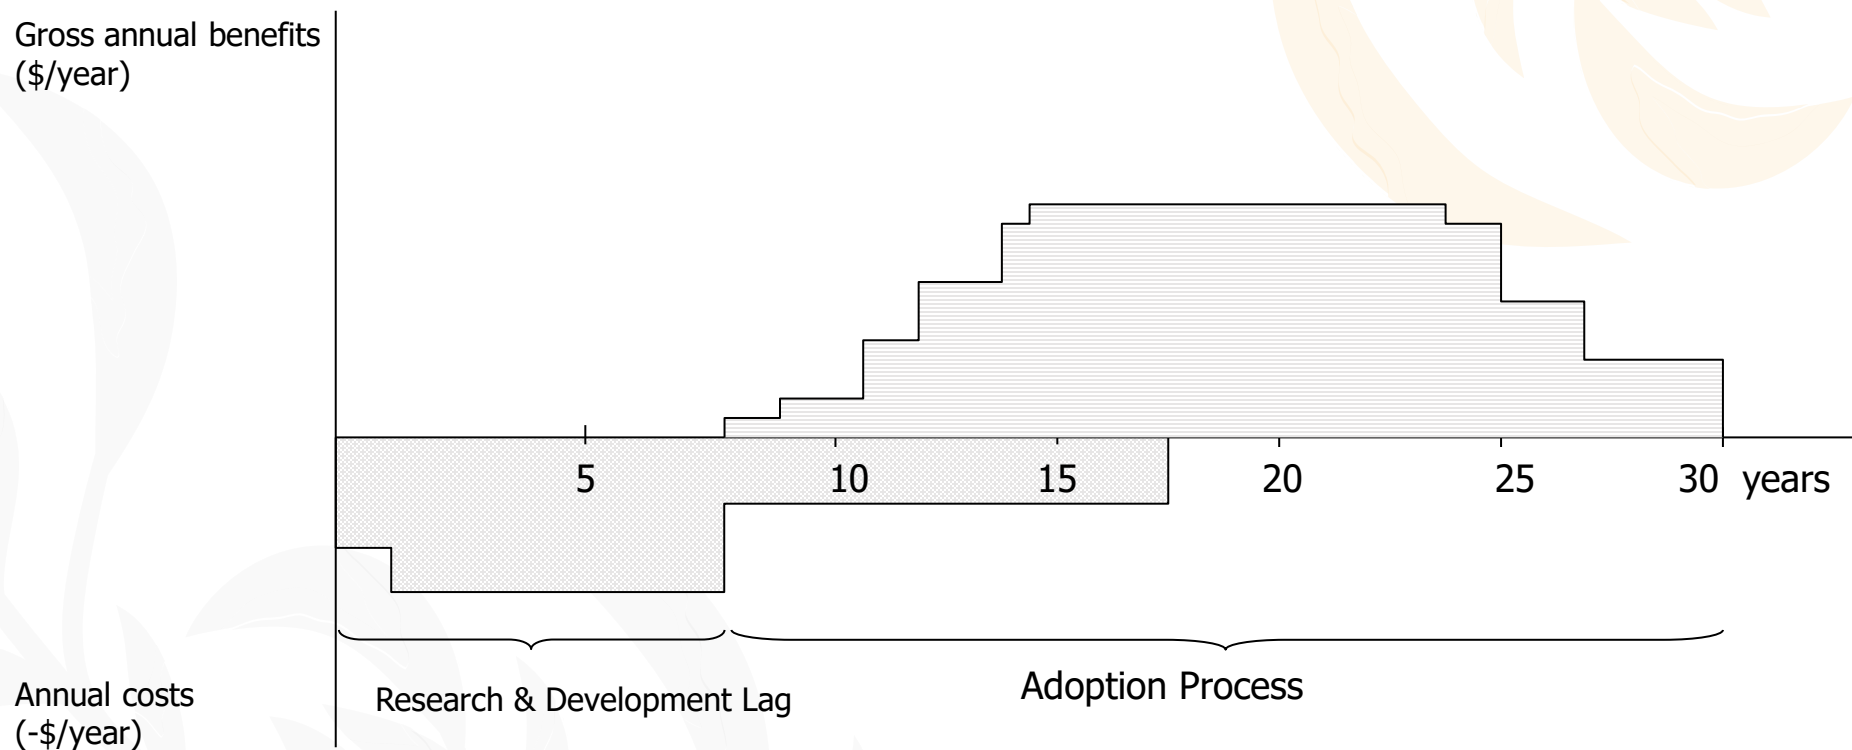 Gross annual benefits
($/year)
5
10
15
20
25
30 years
Research & Development Lag
Adoption Process
Annual costs
(-$/year)